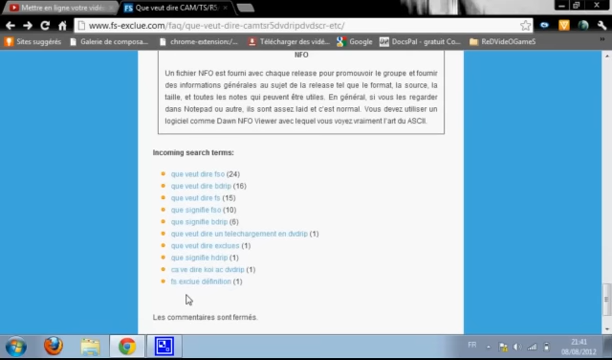 Mettre en ligne votre vidé
Que veut dire CAM/TS/R5
www.fs-exclue.com/faq/que-veut-dire-camtsr5dvdripdvdscr-etc/
Sites suggérés
Galerie de composa...
chrome-extension:/...
Télécharger des vidé...
Google
DocsPal - gratuit Co...
ReDVideOGameS
NFO
Un fichier NFO est fourni avec chaque release pour promouvoir le groupe et fournir
des informations générales au sujet de la release tel que le format, la source, la
taille, et toutes les notes qui peuvent être utiles. En général, si vous les regarder
dans Notepad ou autre, ils sont assez laid et c'est normal. Vous devez utiliser un
logiciel comme Dawn NFO Viewer avec lequel vous voyez vraiment l'art du ASCII.
Incoming search terms:
que veut dire fso (24)
que veut dire bdrip (16)
que veut dire fs (15)
que signifie fso (10)
que signifie bdrip (6)
que veut dire un telechargement en dvdrip (1)
que veut dire exclues (1)
que signifie hdrip (1)
ca ve dire koi ac dvdrip (1)
fs exclue définition (1)
Les commentaires sont fermés.
FR
21:41
08/08/2012